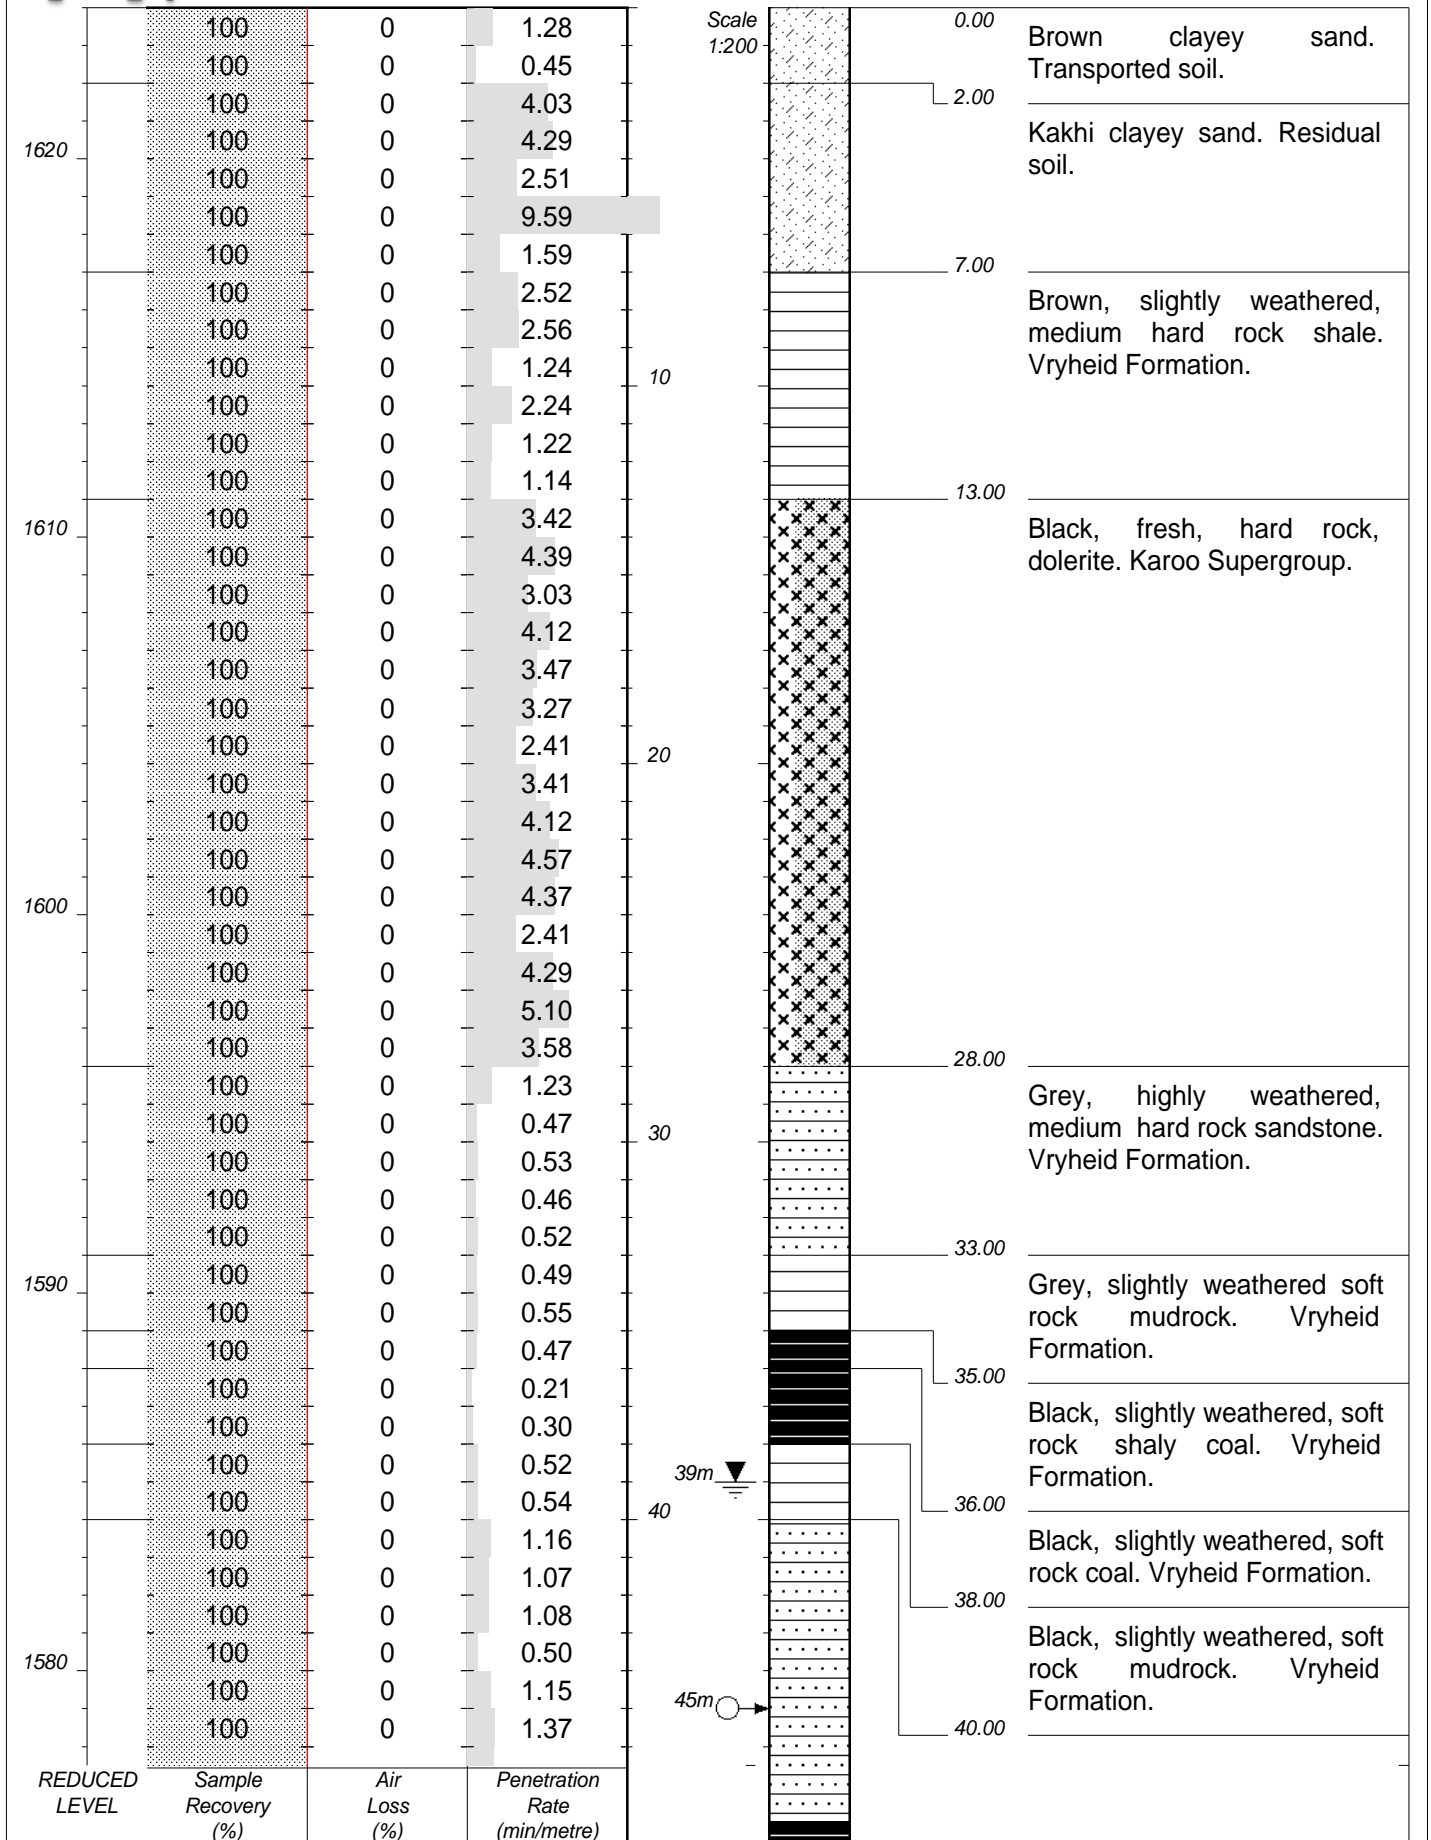 Scale
1:200
0.00
100 0 1.28
100 0 0.45
100 0 4.03
100 0 4.29
100 0 2.51
100 0 9.59
100 0 1.59
100 0 2.52
100 0 2.56
100 0 1.24
100 0 2.24
100 0 1.22
100 0 1.14
100 0 3.42
100 0 4.39
100 0 3.03
100 0 4.12
100 0 3.47
100 0 3.27
100 0 2.41
100 0 3.41
100 0 4.12
100 0 4.57
100 0 4.37
100 0 2.41
100 0 4.29
100 0 5.10
100 0 3.58
100 0 1.23
100 0 0.47
100 0 0.53
100 0 0.46
100 0 0.52
100 0 0.49
100 0 0.55
100 0 0.47
100 0 0.21
100 0 0.30
100 0 0.52
100 0 0.54
100 0 1.16
100 0 1.07
100 0 1.08
100 0 0.50
100 0 1.15
100 0 1.37
1620
1610
1600
1590
1580
REDUCED
LEVEL
Sample
Recovery
(%)
Air
Loss
(%)
Penetration
Rate
(min/metre)
10
20
30
40
39m
45m
Brown clayey sand.
Transported soil.
2.00
Kakhi clayey sand. Residual
soil.
7.00
Brown, slightly weathered,
medium hard rock shale.
Vryheid Formation.
13.00
Black, fresh, hard rock,
dolerite. Karoo Supergroup.
28.00
Grey, highly weathered,
medium hard rock sandstone.
Vryheid Formation.
33.00
Grey, slightly weathered soft
rock mudrock. Vryheid
Formation.
35.00
Black, slightly weathered, soft
rock shaly coal. Vryheid
Formation.
36.00
Black, slightly weathered, soft
rock coal. Vryheid Formation.
38.00
Black, slightly weathered, soft
rock mudrock. Vryheid
Formation.
40.00